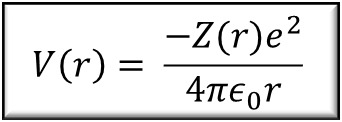 V(r) = −Z(r)e² / 4πϵ₀r